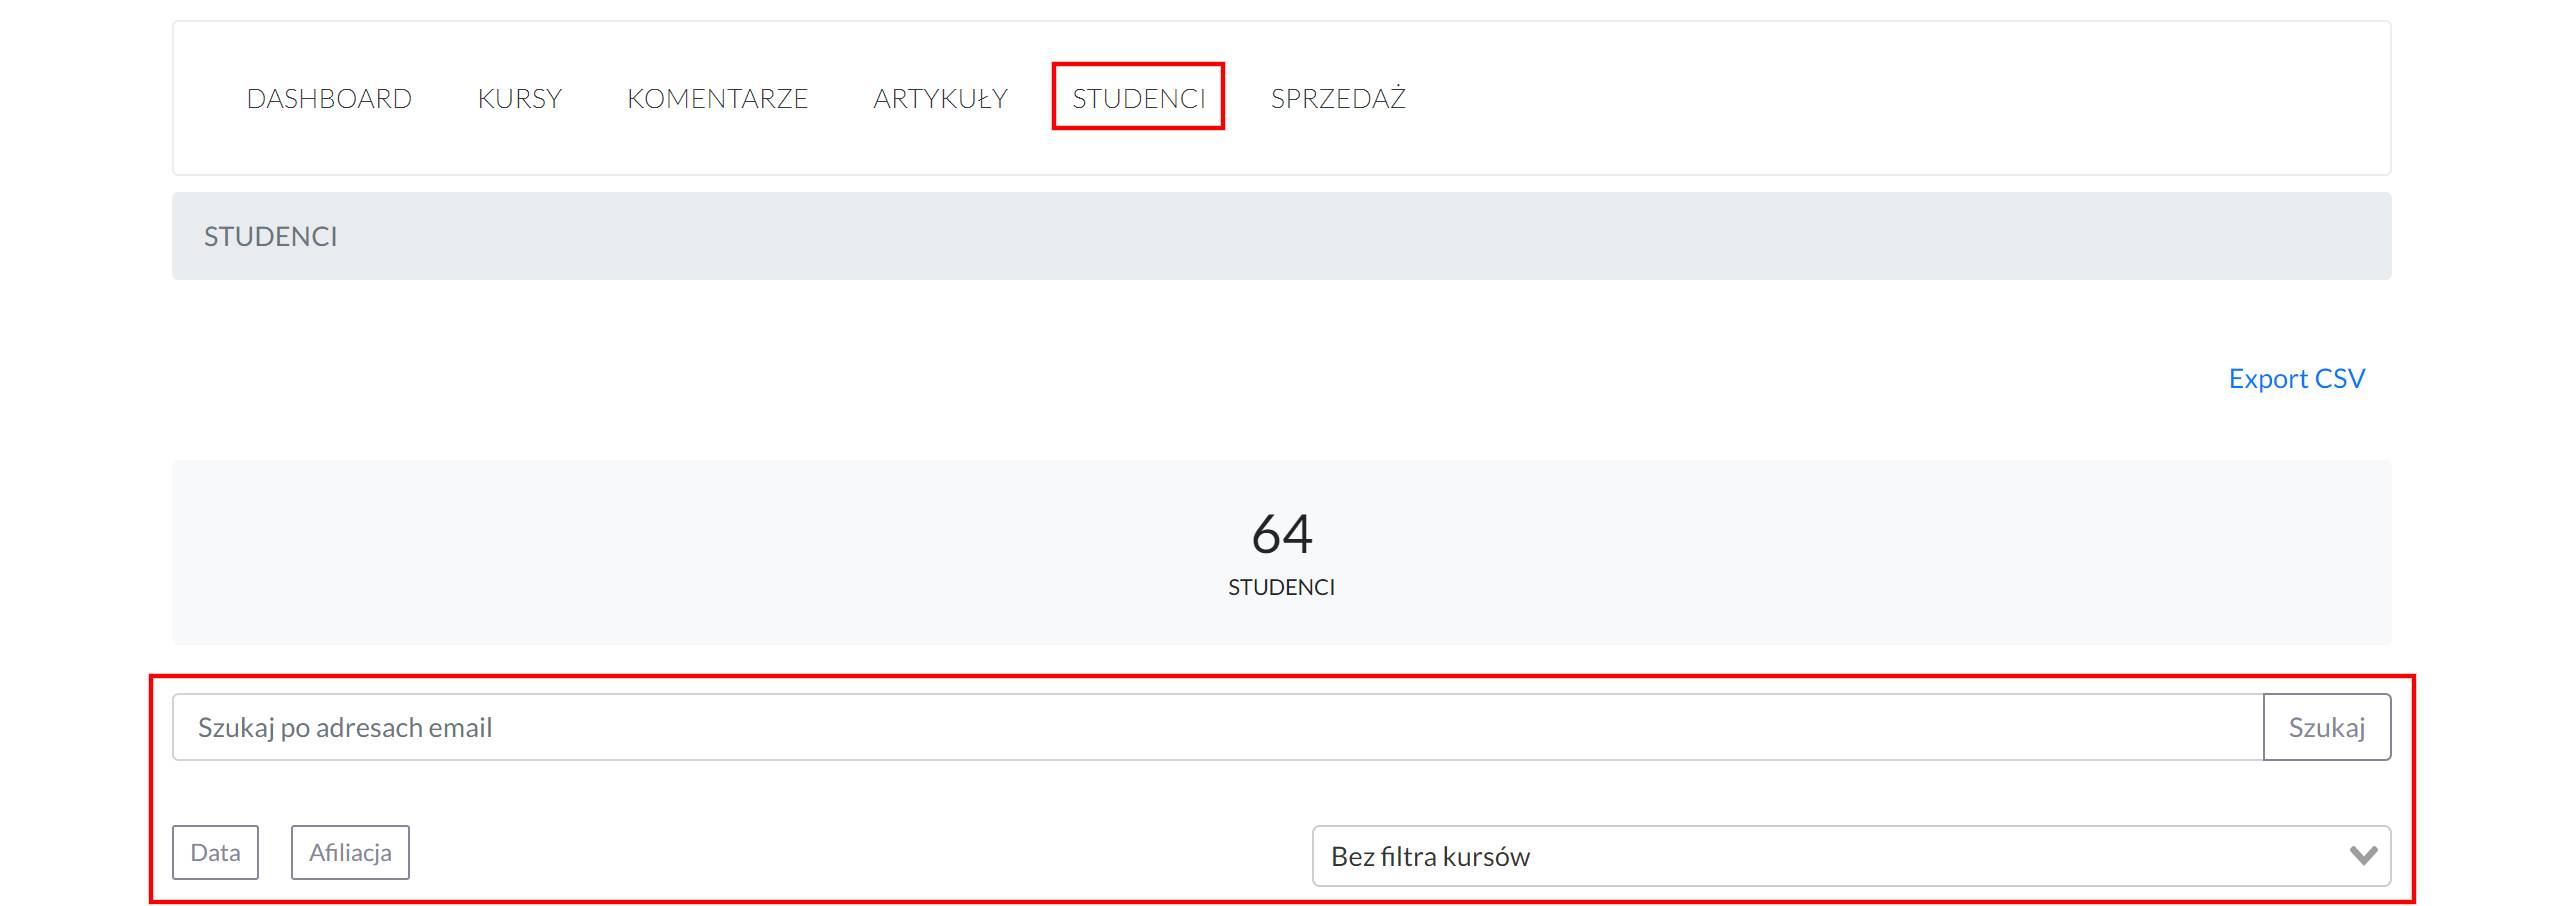 DASHBOARD KURSY KOMENTARZE ARTYKUŁY STUDENCI SPRZEDAŻ
STUDENCI
Export CSV
64
STUDENCI
Szukaj po adresach email Szukaj
Data Afiliacja Bez filtra kursów